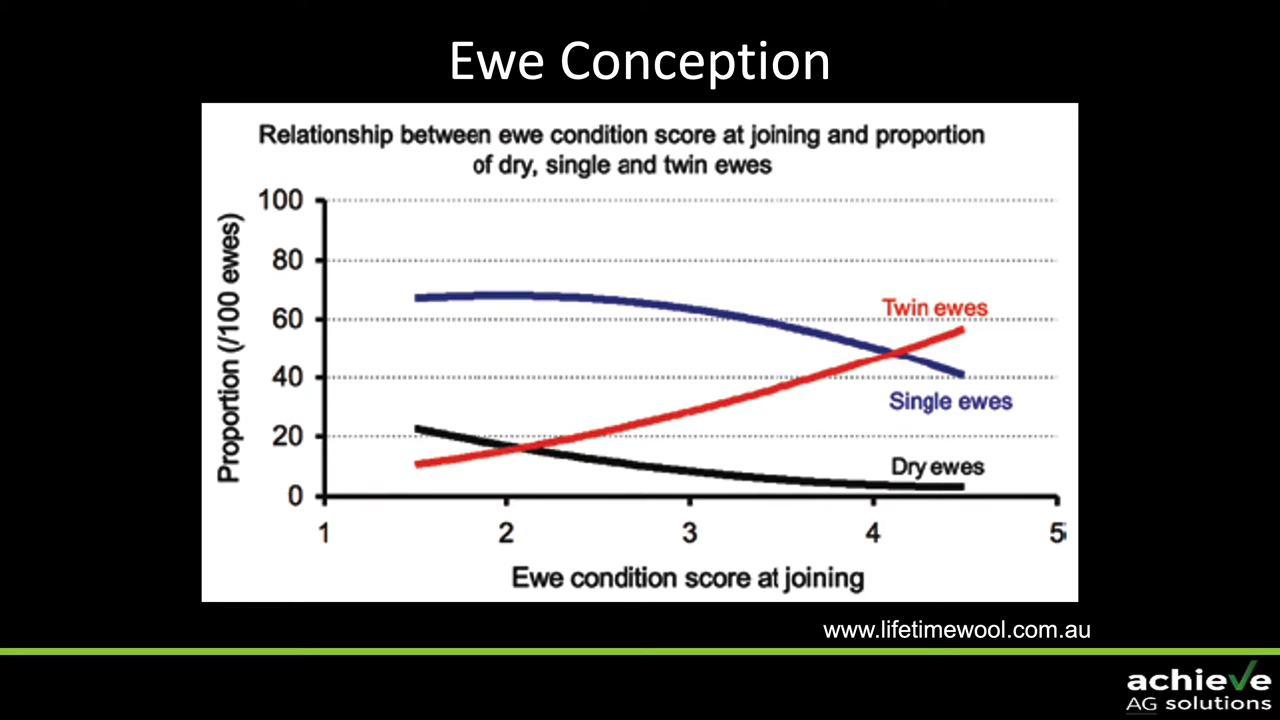 Ewe Conception
Relationship between ewe condition score at joining and proportion
of dry, single and twin ewes
Proportion (/100 ewes)
100
80
60
40
20
0
Twin ewes
Single ewes
Dry ewes
1 2 3 4 5
Ewe condition score at joining
www.lifetimewool.com.au
achieve
AG solutions